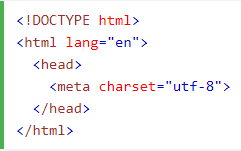 <!DOCTYPE html>
<html lang="en">
  <head>
    <meta charset="utf-8">
  </head>
</html>